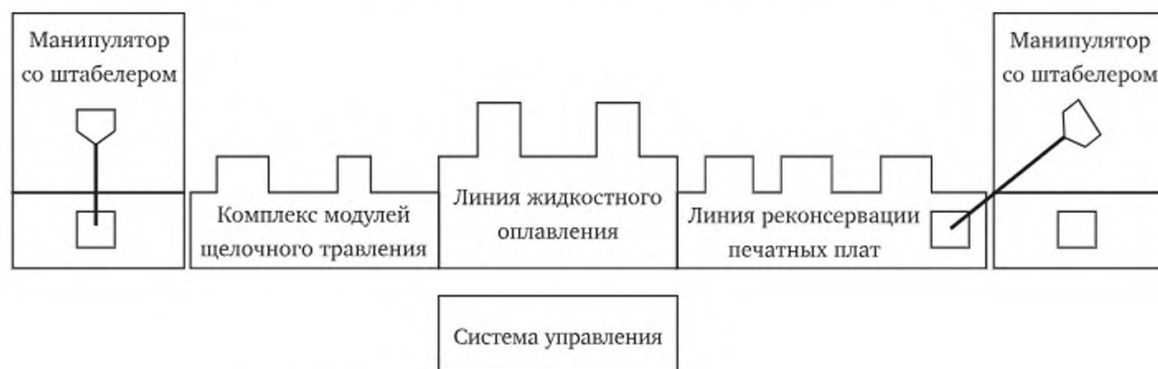 Манипулятор
со штабелером
Комплекс модулей
щелочного травления
Линия жидкостного
оплавления
Линия реконсервации
печатных плат
Манипулятор
со штабелером
Система управления